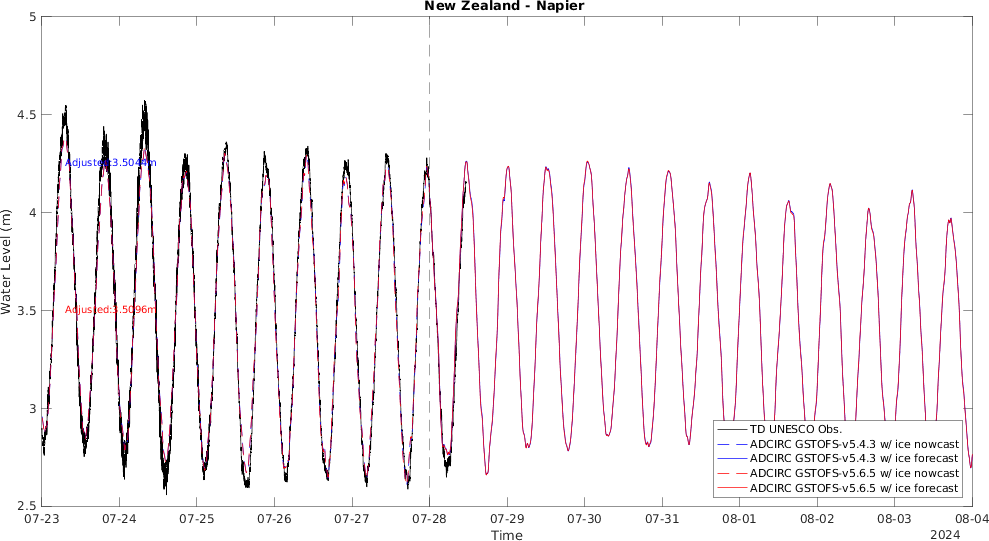 New Zealand - Napier
Water Level (m)
5
4.5
4
3.5
3
2.5
Adjusted:3.5044m
Adjusted:3.5096m
TD UNESCO Obs.
ADCIRC GSTOFS-v5.4.3 w/ ice nowcast
ADCIRC GSTOFS-v5.4.3 w/ ice forecast
ADCIRC GSTOFS-v5.6.5 w/ ice nowcast
ADCIRC GSTOFS-v5.6.5 w/ ice forecast
07-23 07-24 07-25 07-26 07-27 07-28 07-29 07-30 07-31 08-01 08-02 08-03 08-04
Time
2024